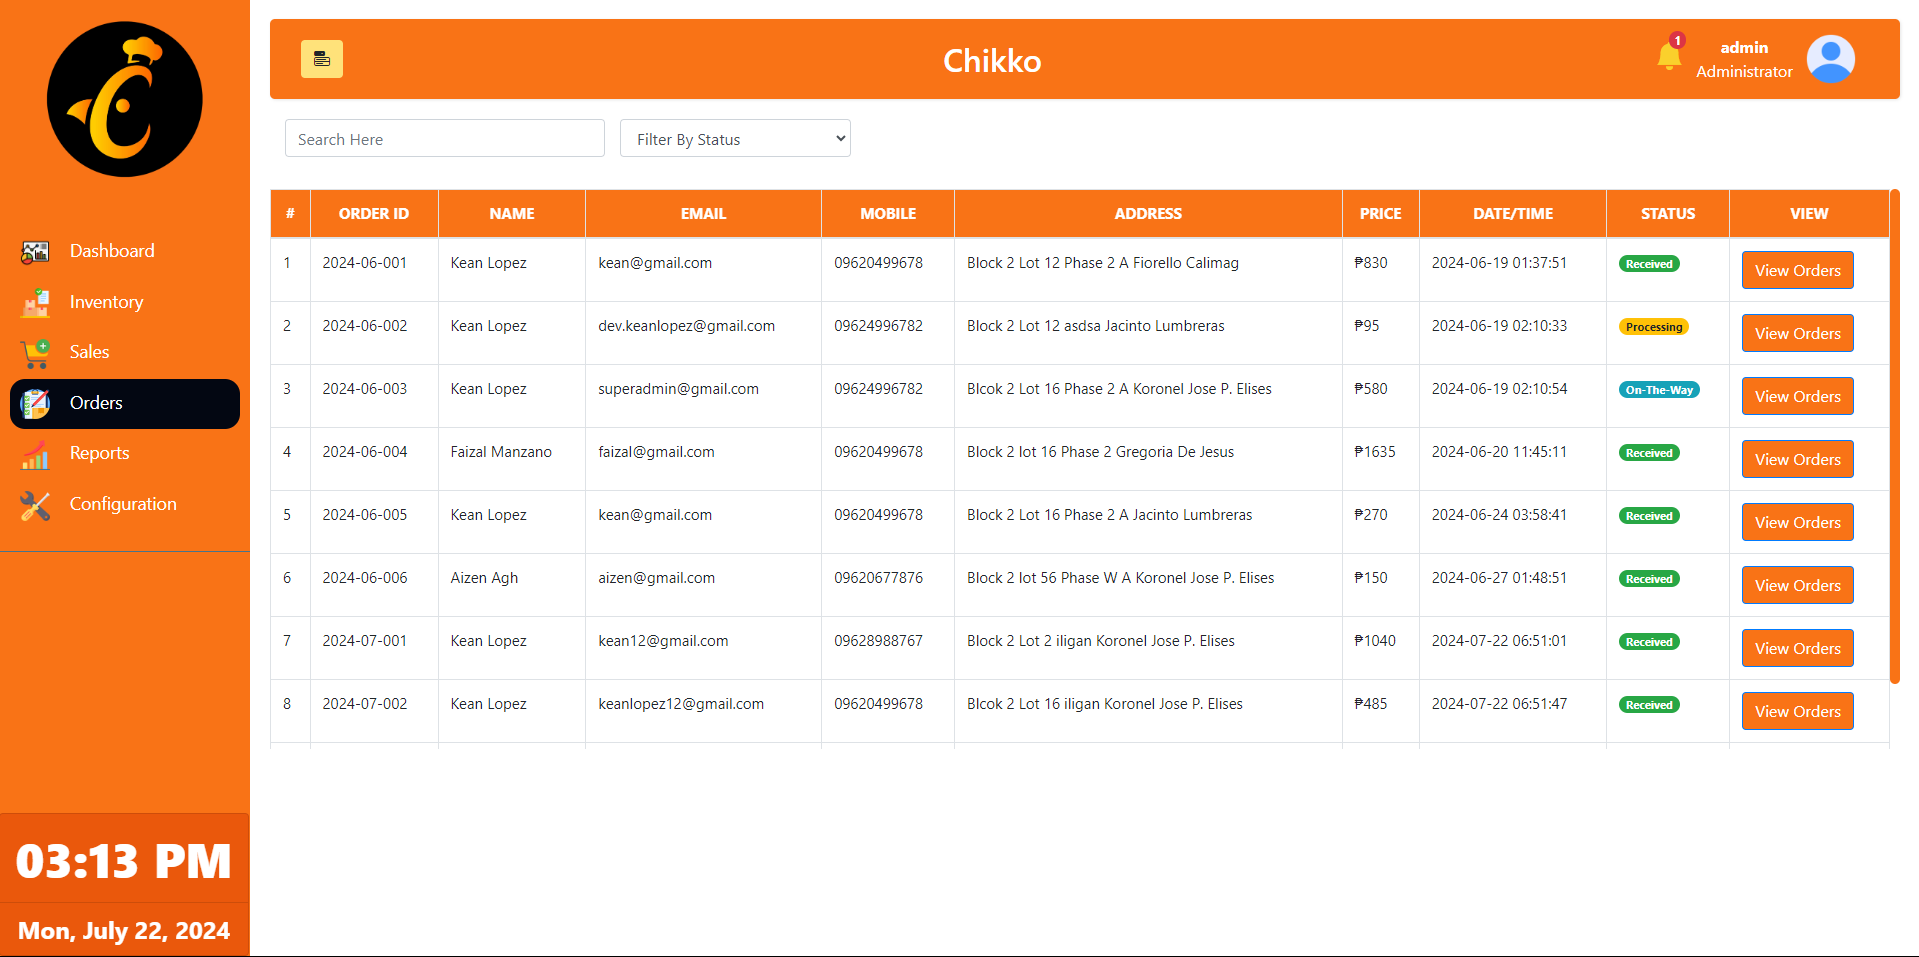 Chikko
1
admin
Administrator
Search Here
Filter By Status
Dashboard
Inventory
Sales
Orders
Reports
Configuration
03:13 PM
Mon, July 22, 2024
# ORDER ID NAME EMAIL MOBILE ADDRESS PRICE DATE/TIME STATUS VIEW
1 2024-06-001 Kean Lopez kean@gmail.com 09620499678 Block 2 Lot 12 Phase 2 A Fiorello Calimag ₱830 2024-06-19 01:37:51 Received View Orders
2 2024-06-002 Kean Lopez dev.keanlopez@gmail.com 09624996782 Block 2 Lot 12 asdsa Jacinto Lumbreras ₱95 2024-06-19 02:10:33 Processing View Orders
3 2024-06-003 Kean Lopez superadmin@gmail.com 09624996782 Blcok 2 Lot 16 Phase 2 A Koronel Jose P. Elises ₱580 2024-06-19 02:10:54 On-The-Way View Orders
4 2024-06-004 Faizal Manzano faizal@gmail.com 09620499678 Block 2 lot 16 Phase 2 Gregoria De Jesus ₱1635 2024-06-20 11:45:11 Received View Orders
5 2024-06-005 Kean Lopez kean@gmail.com 09620499678 Block 2 Lot 16 Phase 2 A Jacinto Lumbreras ₱270 2024-06-24 03:58:41 Received View Orders
6 2024-06-006 Aizen Agh aizen@gmail.com 09620677876 Block 2 lot 56 Phase W A Koronel Jose P. Elises ₱150 2024-06-27 01:48:51 Received View Orders
7 2024-07-001 Kean Lopez kean12@gmail.com 09628988767 Block 2 Lot 2 iligan Koronel Jose P. Elises ₱1040 2024-07-22 06:51:01 Received View Orders
8 2024-07-002 Kean Lopez keanlopez12@gmail.com 09620499678 Blcok 2 Lot 16 iligan Koronel Jose P. Elises ₱485 2024-07-22 06:51:47 Received View Orders